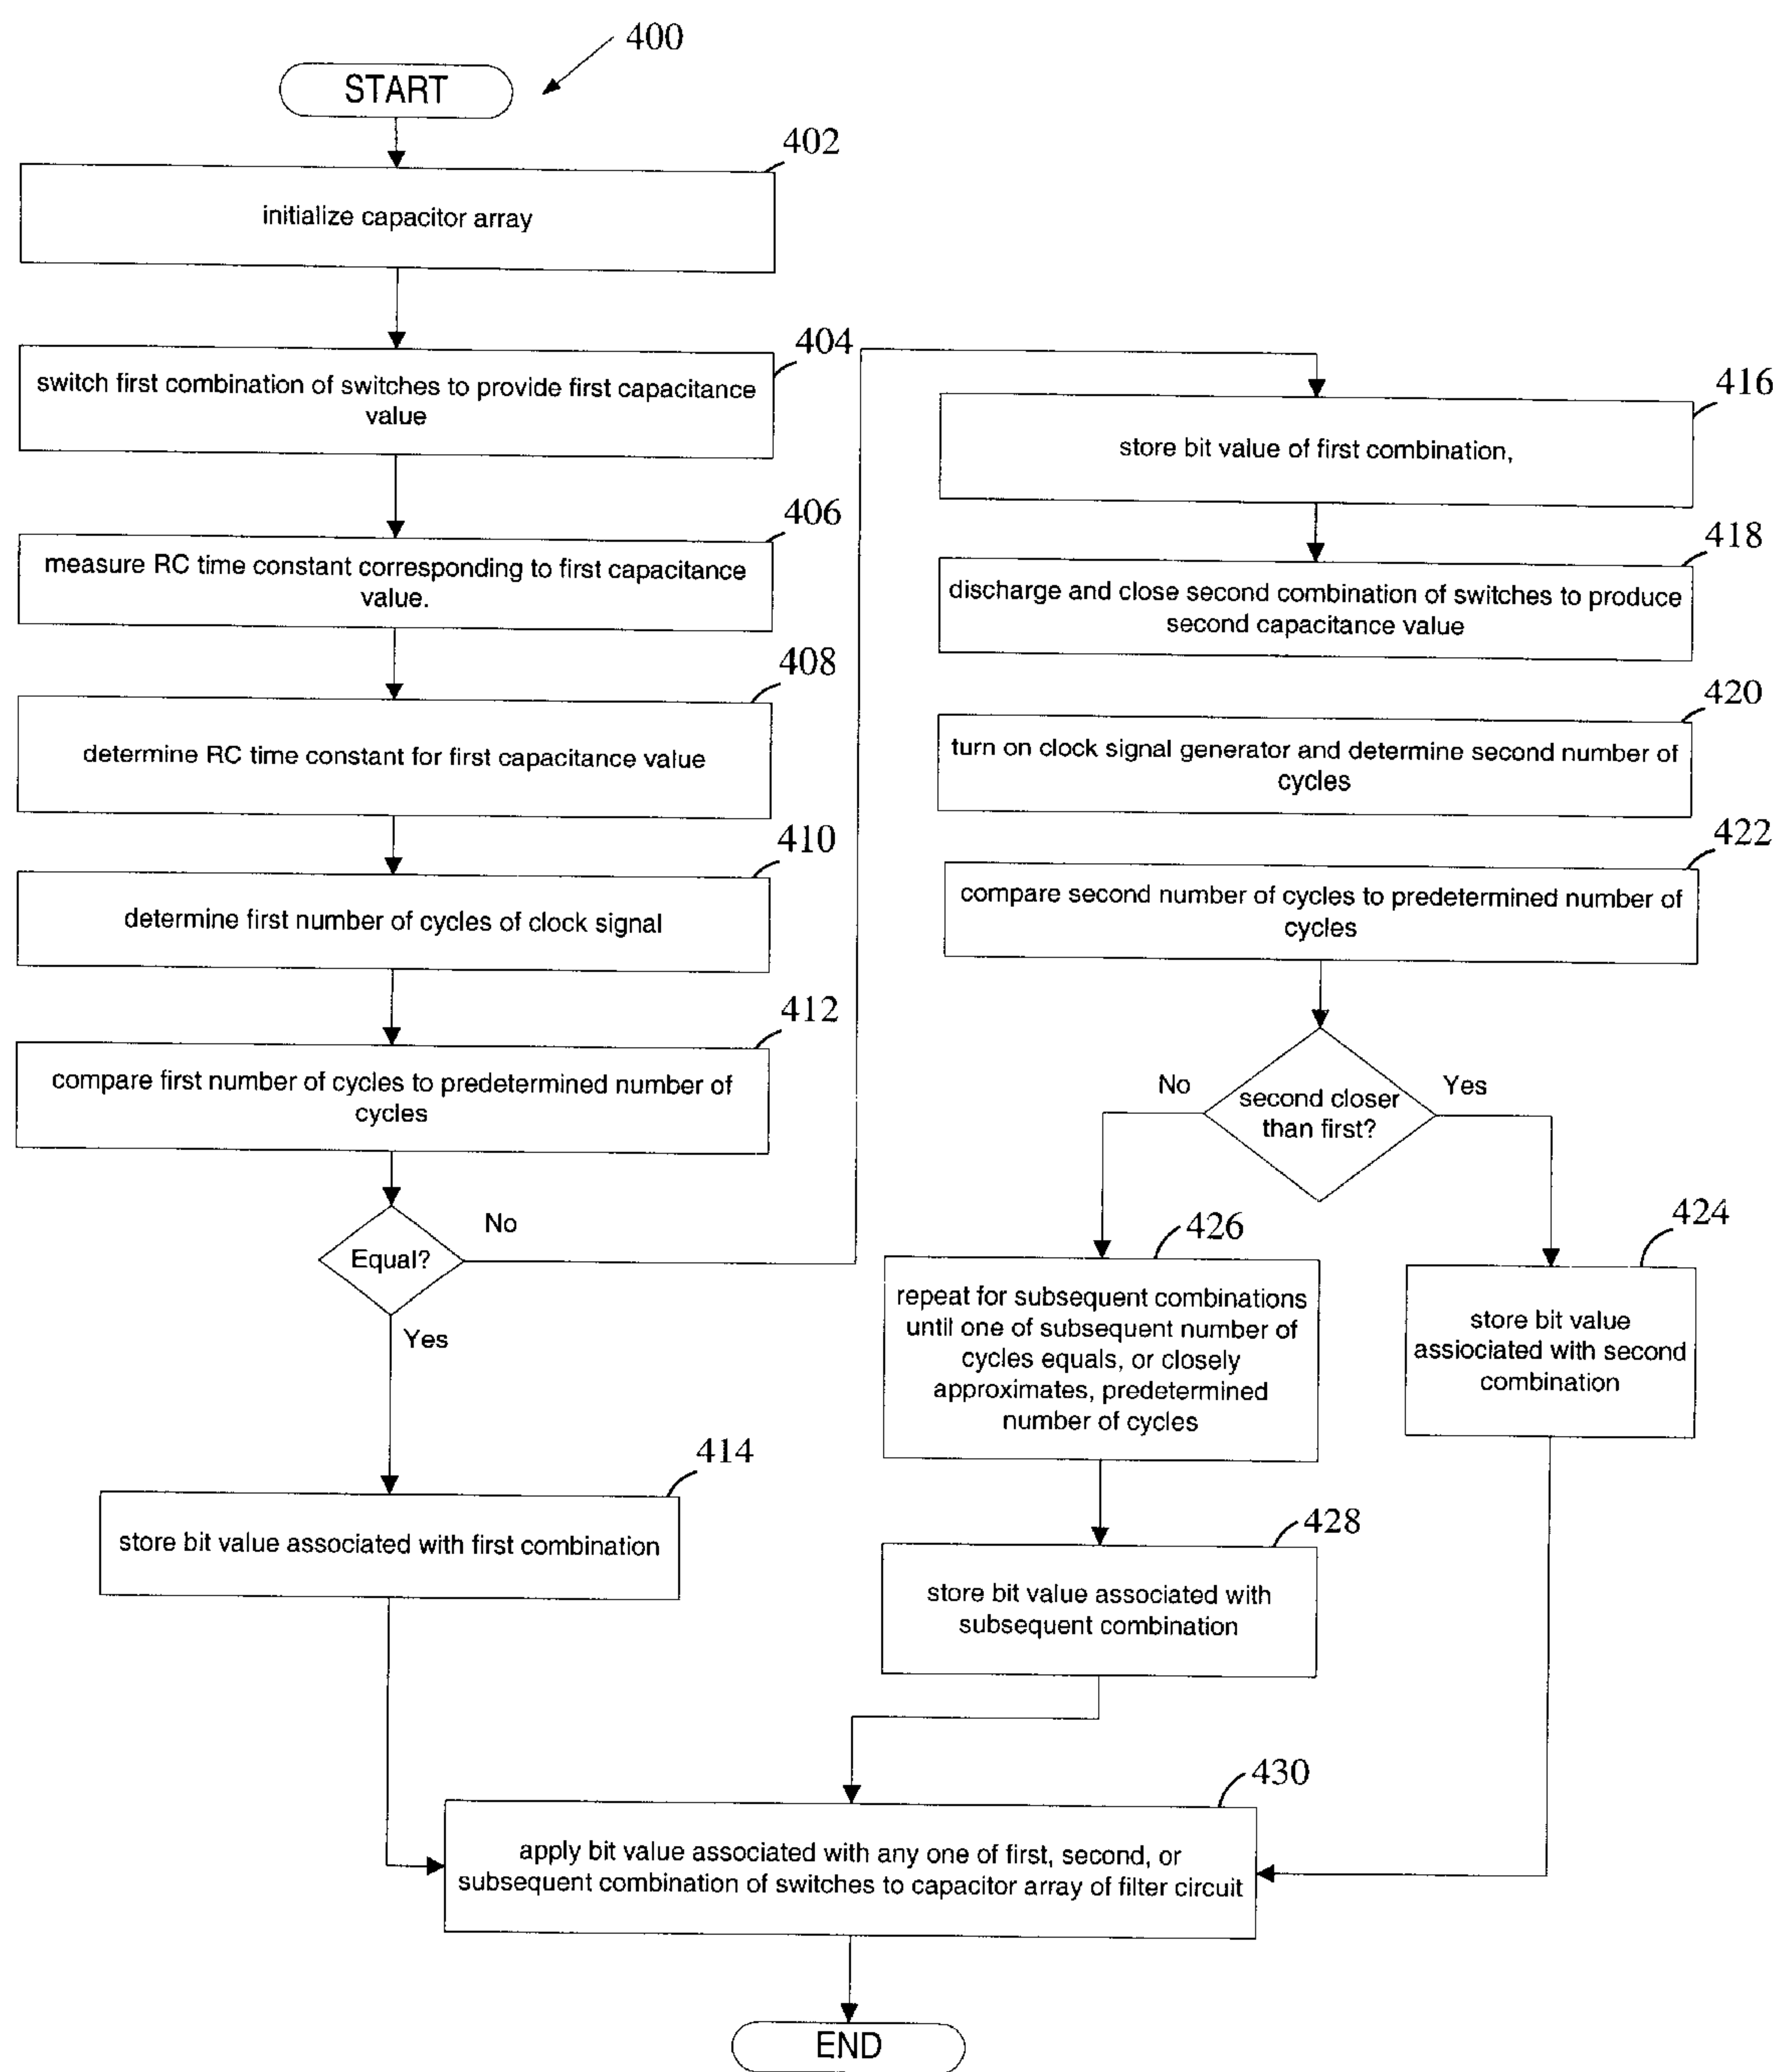 400
START
402
initialize capacitor array
404
switch first combination of switches to provide first capacitance
value
406
measure RC time constant corresponding to first capacitance
value.
408
determine RC time constant for first capacitance value
410
determine first number of cycles of clock signal
412
compare first number of cycles to predetermined number of
cycles
Equal?
No
Yes
414
store bit value associated with first combination
416
store bit value of first combination,
418
discharge and close second combination of switches to produce
second capacitance value
420
turn on clock signal generator and determine second number of
cycles
422
compare second number of cycles to predetermined number of
cycles
No
second closer
than first?
Yes
426
repeat for subsequent combinations
until one of subsequent number of
cycles equals, or closely
approximates, predetermined
number of cycles
424
store bit value
assiociated with second
combination
428
store bit value associated with
subsequent combination
430
apply bit value associated with any one of first, second, or
subsequent combination of switches to capacitor array of filter circuit
END